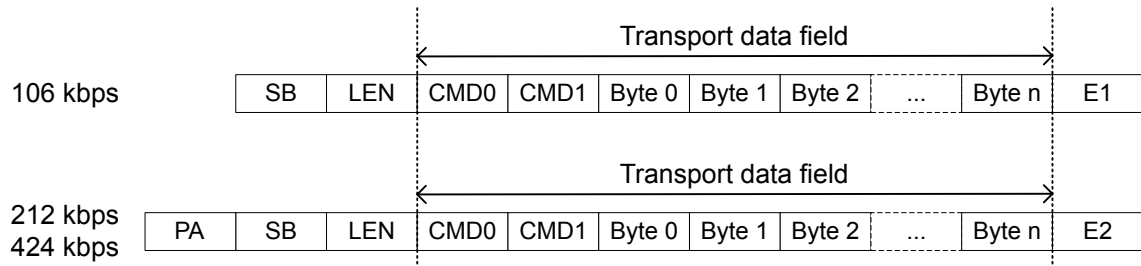 Transport data field
106 kbps SB LEN CMD0 CMD1 Byte 0 Byte 1 Byte 2 ... Byte n E1
Transport data field
212 kbps
424 kbps
PA SB LEN CMD0 CMD1 Byte 0 Byte 1 Byte 2 ... Byte n E2